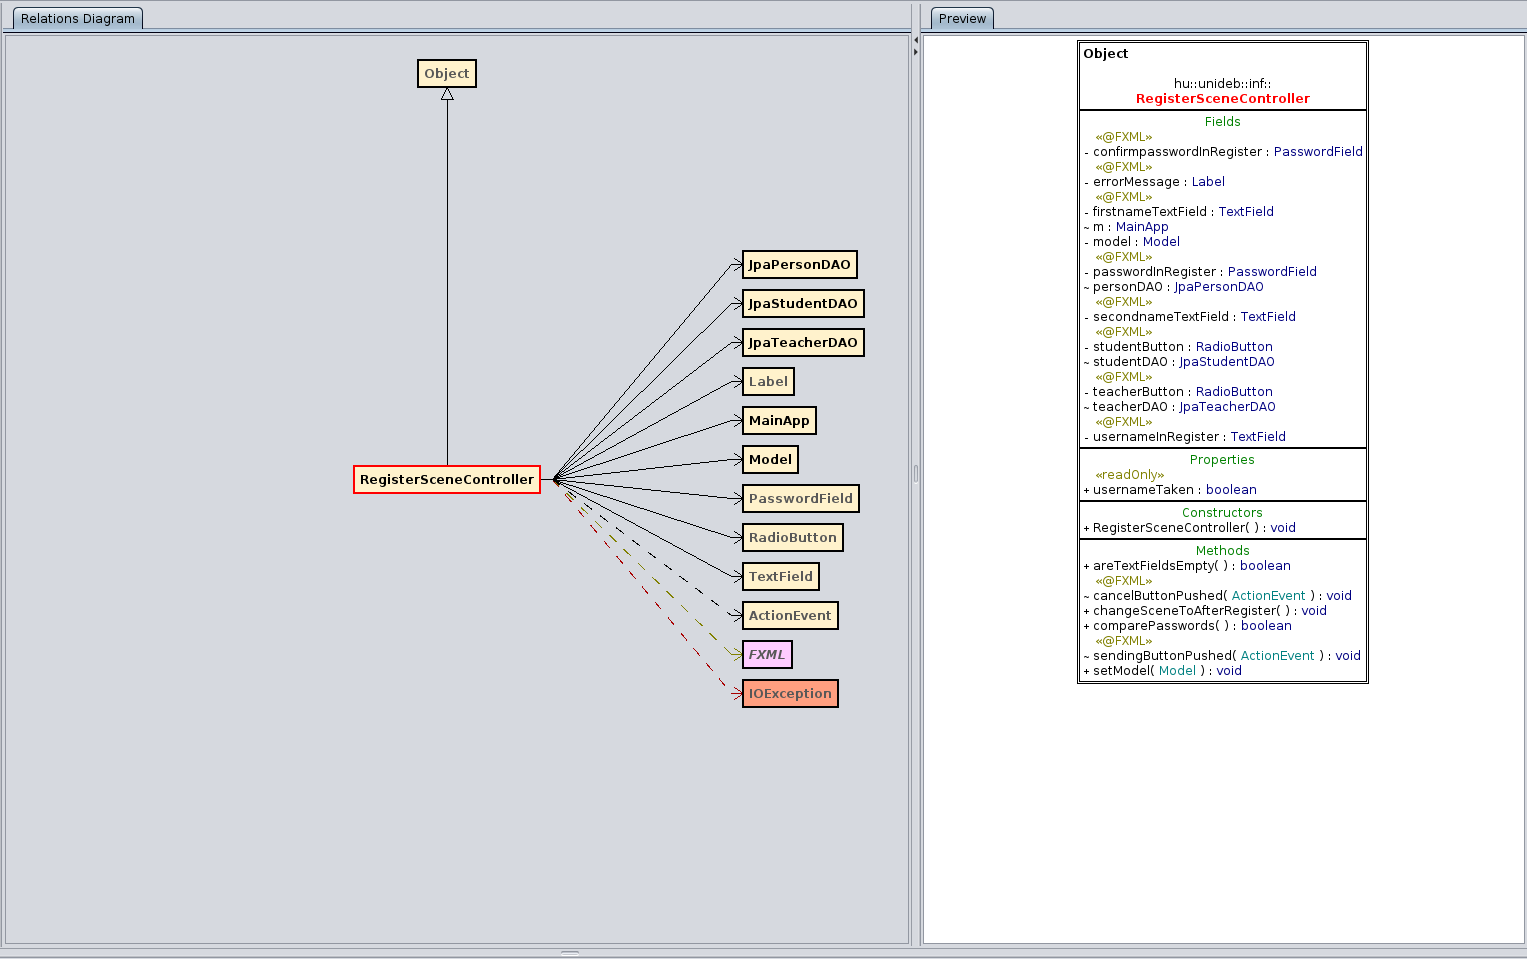 Relations Diagram
Object
JpaPersonDAO
JpaStudentDAO
JpaTeacherDAO
Label
MainApp
Model
RegisterSceneController
PasswordField
RadioButton
TextField
ActionEvent
FXML
IOException
Preview
Object
hu::unideb::inf::
RegisterSceneController
Fields
«@FXML»
- confirmpasswordInRegister : PasswordField
«@FXML»
- errorMessage : Label
«@FXML»
- firstnameTextField : TextField
~ m : MainApp
- model : Model
«@FXML»
- passwordInRegister : PasswordField
~ personDAO : JpaPersonDAO
«@FXML»
- secondnameTextField : TextField
«@FXML»
- studentButton : RadioButton
~ studentDAO : JpaStudentDAO
«@FXML»
- teacherButton : RadioButton
~ teacherDAO : JpaTeacherDAO
«@FXML»
- usernameInRegister : TextField
Properties
«readOnly»
+ usernameTaken : boolean
Constructors
+ RegisterSceneController( ) : void
Methods
+ areTextFieldsEmpty( ) : boolean
«@FXML»
~ cancelButtonPushed( ActionEvent ) : void
+ changeSceneToAfterRegister( ) : void
+ comparePasswords( ) : boolean
«@FXML»
~ sendingButtonPushed( ActionEvent ) : void
+ setModel( Model ) : void